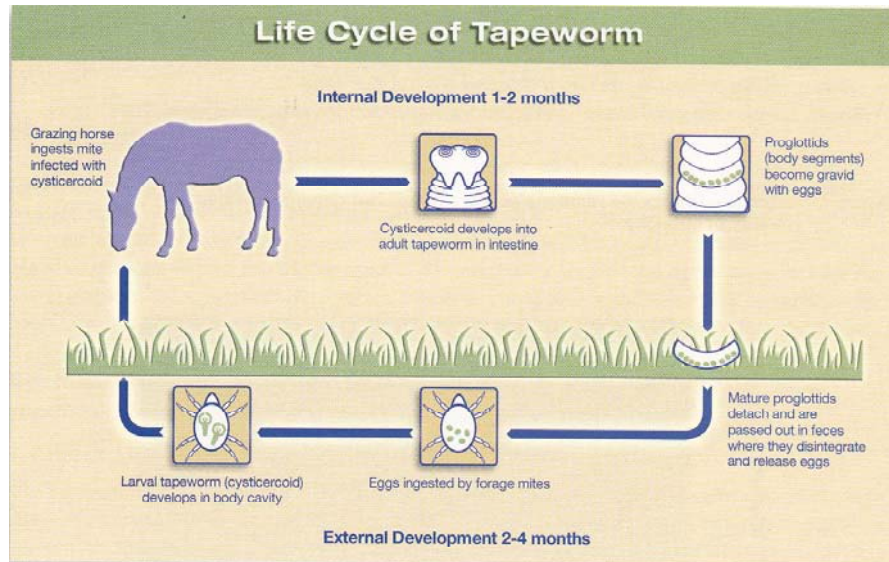 Life Cycle of Tapeworm
Internal Development 1-2 months
Grazing horse
ingests mite
infected with
cysticercoid
Cysticercoid develops into
adult tapeworm in intestine
Proglottids
(body segments)
become gravid
with eggs
Mature proglottids
detach and are
passed out in feces
where they disintegrate
and release eggs
Eggs ingested by forage mites
Larval tapeworm (cysticercoid)
develops in body cavity
External Development 2-4 months